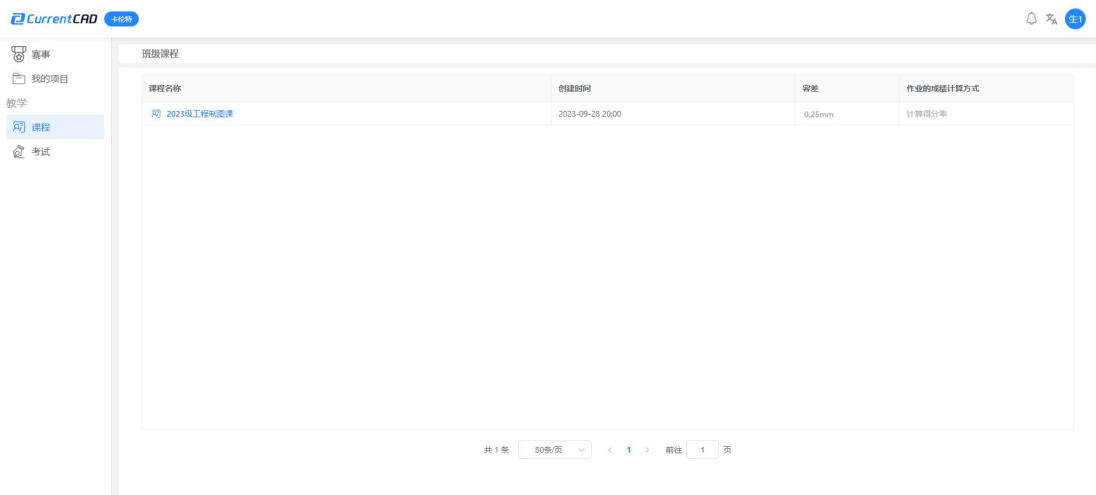 CurrentCAD 卡伦特 生1
赛事
我的项目
教学
课程
考试
班级课程
课程名称 创建时间 容差 作业的成绩计算方式
2023级工程制图课 2023-09-28 20:00 0.25mm 计算得分率
共 1 条 50条/页 1 前往 1 页